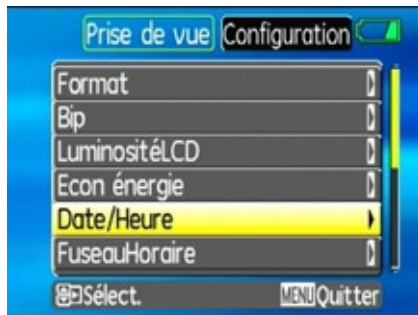 Prise de vue Configuration
Format
Bip
LuminositéLCD
Econ énergie
Date/Heure
FuseauHoraire
Sélect. MENU Quitter